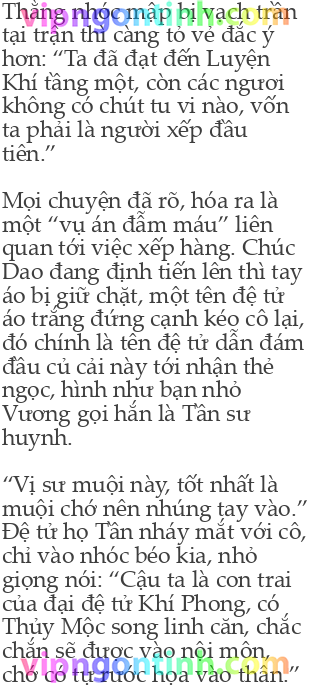 Thằng nhóc mập bị vạch trần
vipngontinh.com
tại trận thì càng tỏ vẻ đắc ý
hơn: “Ta đã đạt đến Luyện
Khí tầng một, còn các ngươi
không có chút tu vi nào, vốn
ta phải là người xếp đầu
tiên.”
Mọi chuyện đã rõ, hóa ra là
một “vụ án đẫm máu” liên
quan tới việc xếp hàng. Chúc
Dao đang định tiến lên thì tay
áo bị giữ chặt, một tên đệ tử
áo trắng đứng cạnh kéo cô lại,
đó chính là tên đệ tử dẫn đám
đầu củ cải này tới nhận thẻ
ngọc, hình như bạn nhỏ
Vương gọi hắn là Tần sư
huynh.
“Vị sư muội này, tốt nhất là
muội chớ nên nhúng tay vào.”
Đệ tử họ Tần nháy mắt với cô,
chỉ vào nhóc béo kia, nhỏ
giọng nói: “Cậu ta là con trai
của đại đệ tử Khí Phong, có
Thủy Mộc song linh căn, chắc
chắn sẽ được vào nội môn,
vipngontinh.com
chớ có tự rước họa vào thân.”